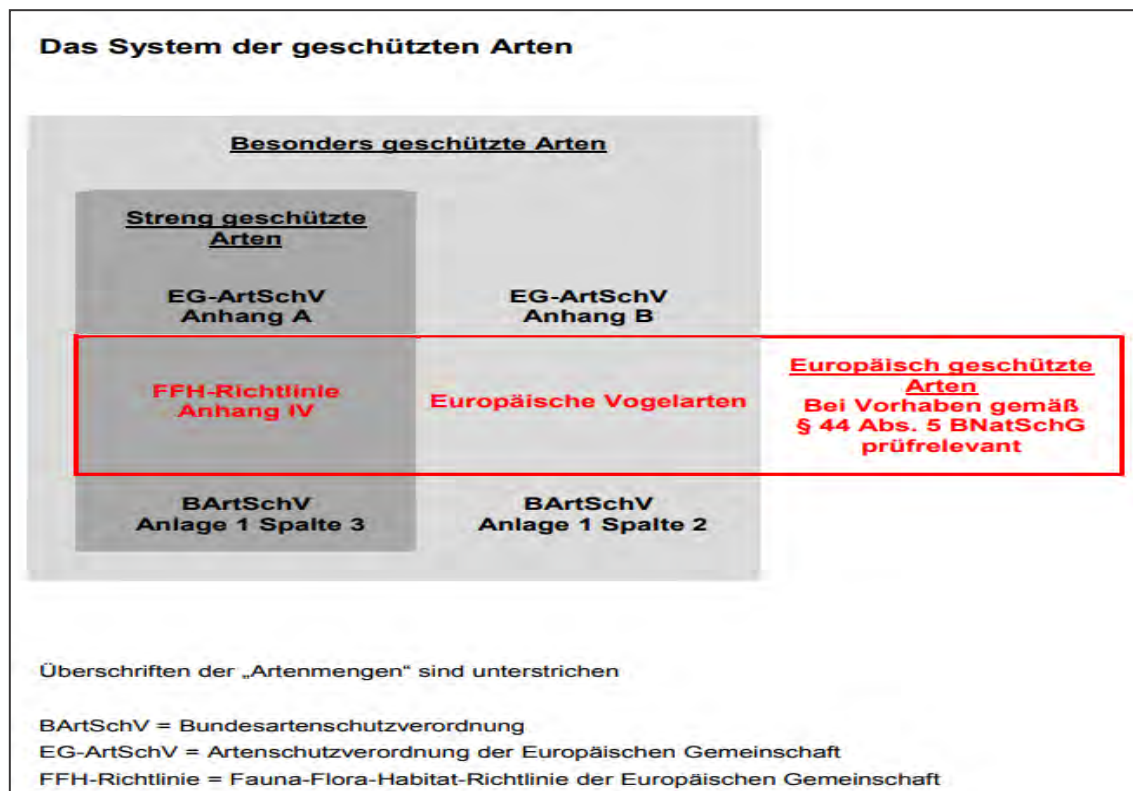 Das System der geschützten Arten
Besonders geschützte Arten
Streng geschützte
Arten
EG-ArtSchV
Anhang A
EG-ArtSchV
Anhang B
FFH-Richtlinie
Anhang IV
Europäische Vogelarten
Europäisch geschützte
Arten
Bei Vorhaben gemäß
§ 44 Abs. 5 BNatSchG
prüfrelevant
BArtSchV
Anlage 1 Spalte 3
BArtSchV
Anlage 1 Spalte 2
Überschriften der „Artenmengen“ sind unterstrichen
BArtSchV = Bundesartenschutzverordnung
EG-ArtSchV = Artenschutzverordnung der Europäischen Gemeinschaft
FFH-Richtlinie = Fauna-Flora-Habitat-Richtlinie der Europäischen Gemeinschaft